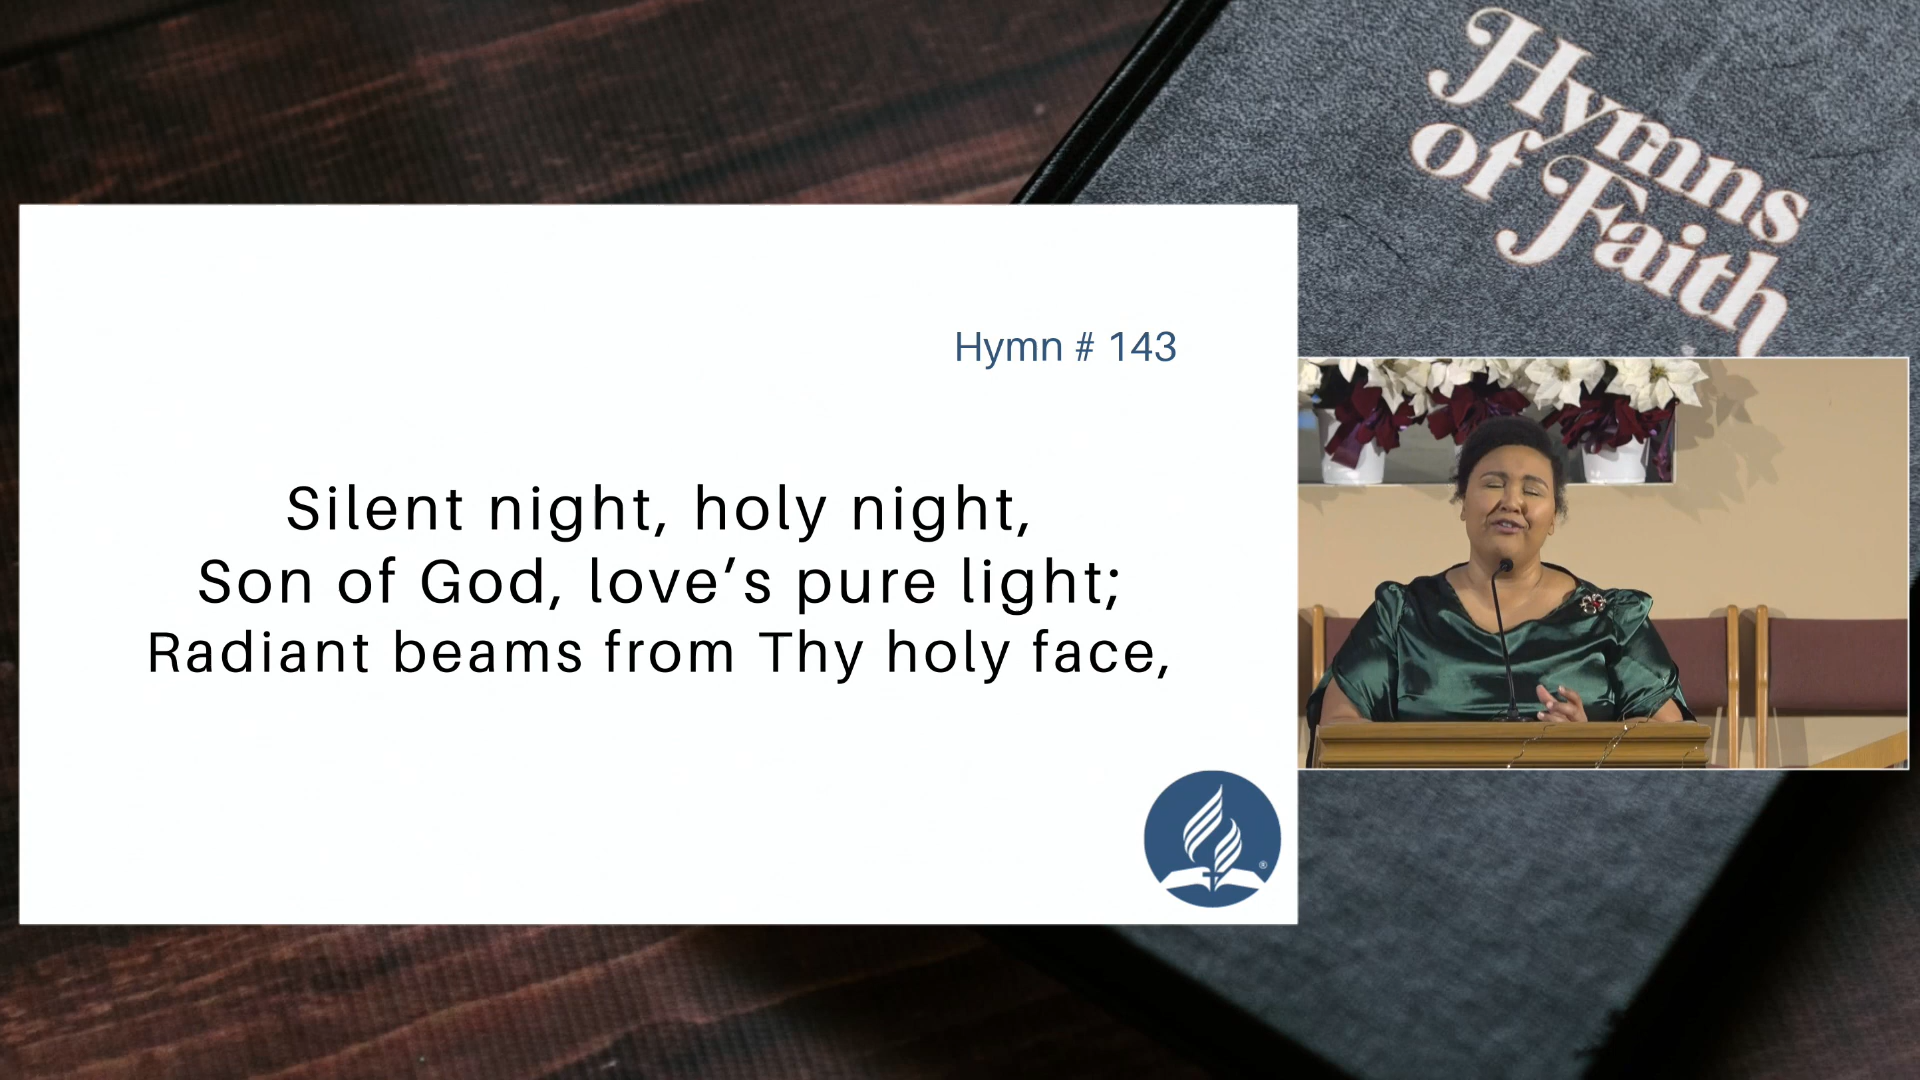 Hymns
of Faith
Hymn # 143
Silent night, holy night,
Son of God, love’s pure light;
Radiant beams from Thy holy face,
®